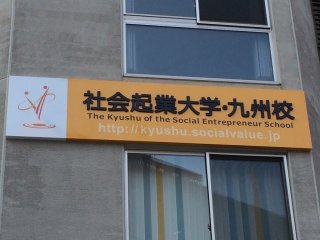 社会起業大学・九州校
The Kyushu of the Social Entrepreneur School
http://kyushu.socialvalue.jp